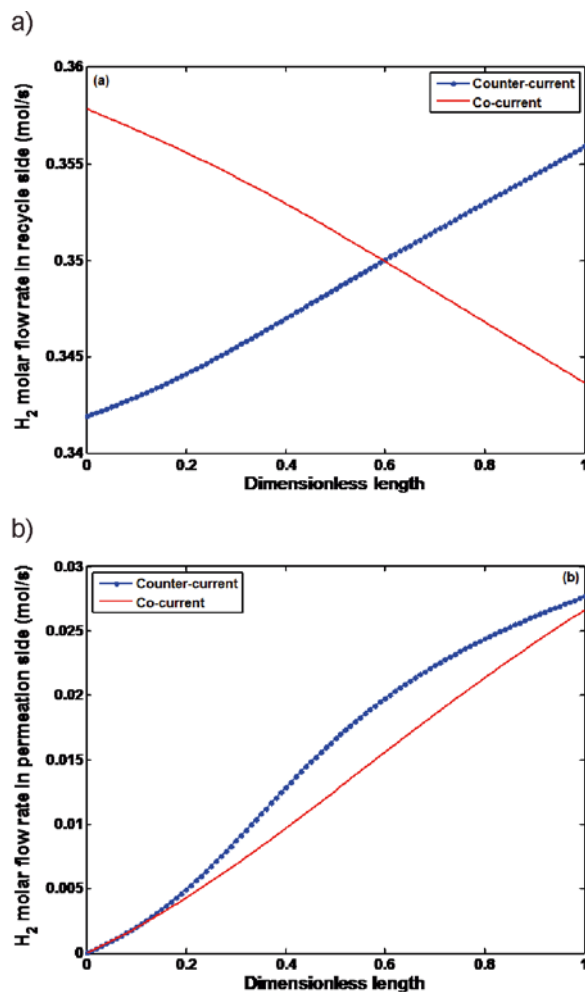 a)
0.36
(a)
Counter-current
Co-current
0.355
0.35
0.345
0.34
0
0.2
0.4
0.6
0.8
1
H2 molar flow rate in recycle side (mol/s)
Dimensionless length
b)
0.03
Counter-current
Co-current
(b)
0.025
0.02
0.015
0.01
0.005
0
0
0.2
0.4
0.6
0.8
1
H2 molar flow rate in permeation side (mol/s)
Dimensionless length